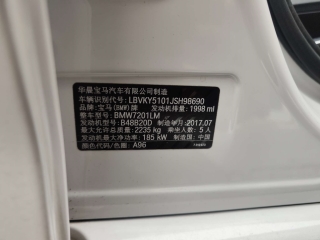 华晨宝马汽车有限公司制造
车辆识别代号: LBVKY5101JSH98690
品牌: 宝马(BMW)牌 发动机排量: 1998 ml
整车型号: BMW7201LM
发动机型号: B48B20D 制造年月: 2017.07
最大允许总质量: 2235 kg 乘坐人数: 5 人
发动机最大净功率: 185 kW 制造国: 中国
颜色代码/色圈: A96